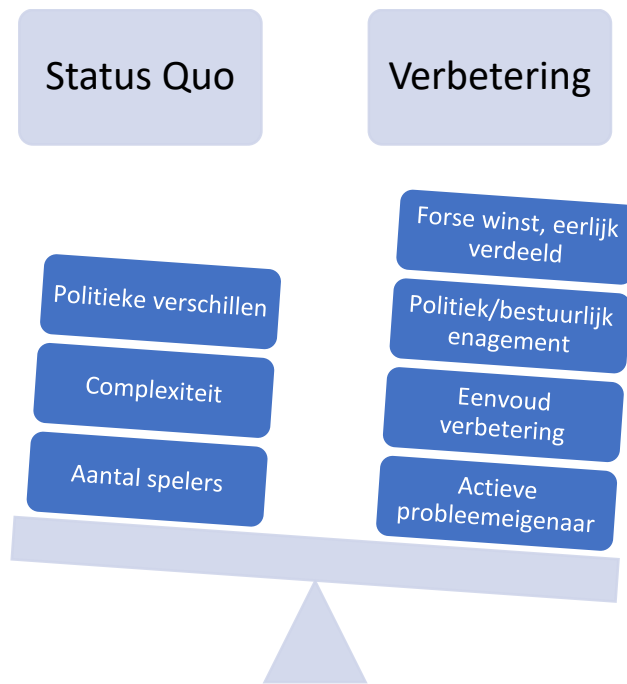 Status Quo
Verbetering
Politieke verschillen
Complexiteit
Aantal spelers
Forse winst, eerlijk
verdeeld
Politiek/bestuurlijk
enagement
Eenvoud
verbetering
Actieve
probleemeigenaar